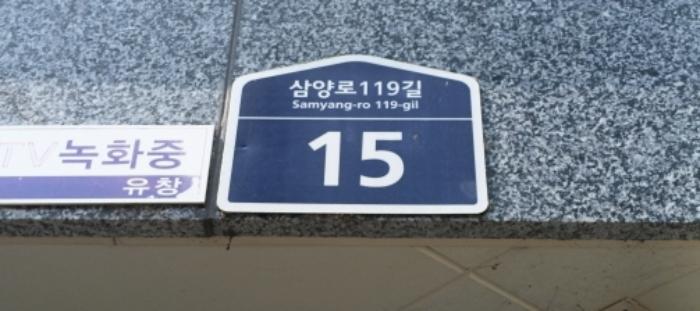 삼양로119길
Samyang-ro 119-gil
15
TV녹화중
유창